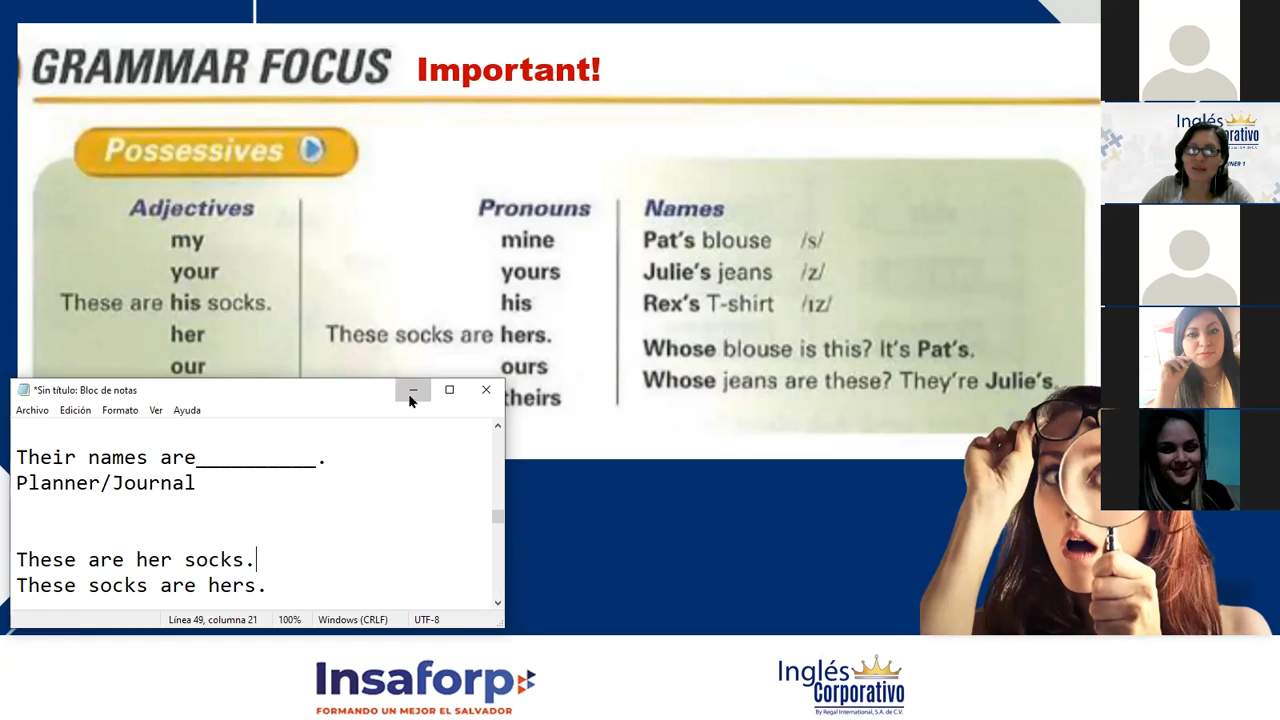 GRAMMAR FOCUS Important!
Possessives
Adjectives
my
your
These are his socks.
her
our
Pronouns
mine
yours
his
These socks are hers.
ours
theirs
Names
Pat's blouse /s/
Julie's jeans /z/
Rex's T-shirt /ɪz/
Whose blouse is this? It's Pat's.
Whose jeans are these? They're Julie's.
*Sin título: Bloc de notas
Archivo Edición Formato Ver Ayuda
Their names are__________.
Planner/Journal
These are her socks.
These socks are hers.
Línea 49, columna 21 100% Windows (CRLF) UTF-8
Inglés
Insaforp
FORMANDO UN MEJOR EL SALVADOR
Inglés
Corporativo
By Regal International, S.A. de C.V.